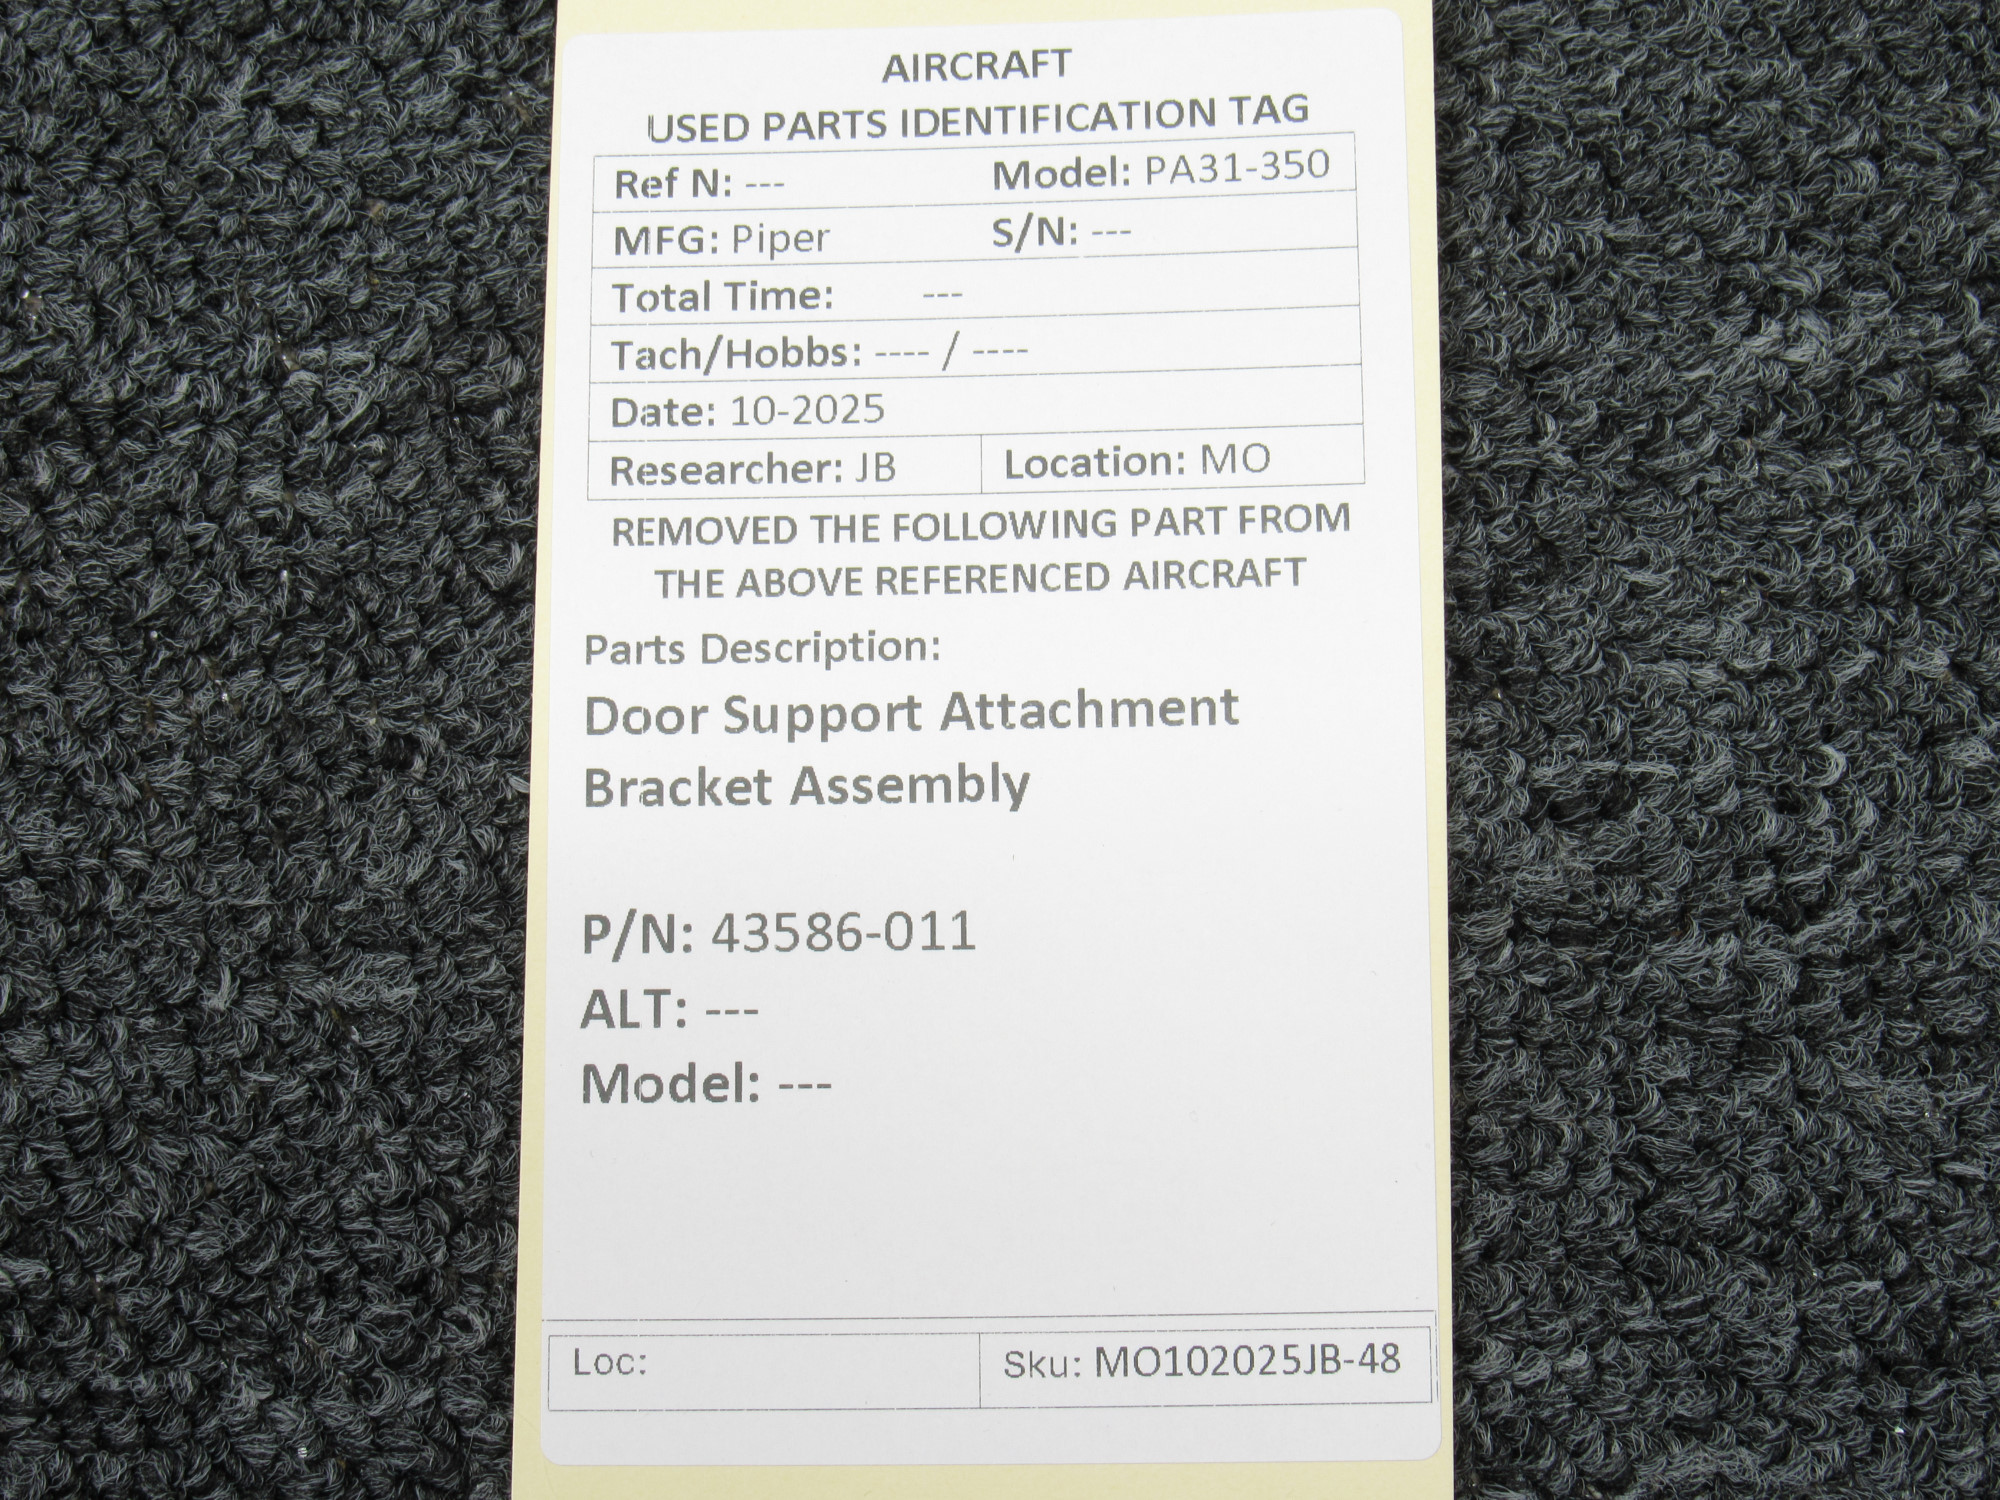 AIRCRAFT
USED PARTS IDENTIFICATION TAG
Ref N: --- Model: PA31-350
MFG: Piper S/N: ---
Total Time: ---
Tach/Hobbs: ---- / ----
Date: 10-2025
Researcher: JB Location: MO
REMOVED THE FOLLOWING PART FROM
THE ABOVE REFERENCED AIRCRAFT
Parts Description:
Door Support Attachment
Bracket Assembly
P/N: 43586-011
ALT: ---
Model: ---
Loc: Sku: MO102025JB-48